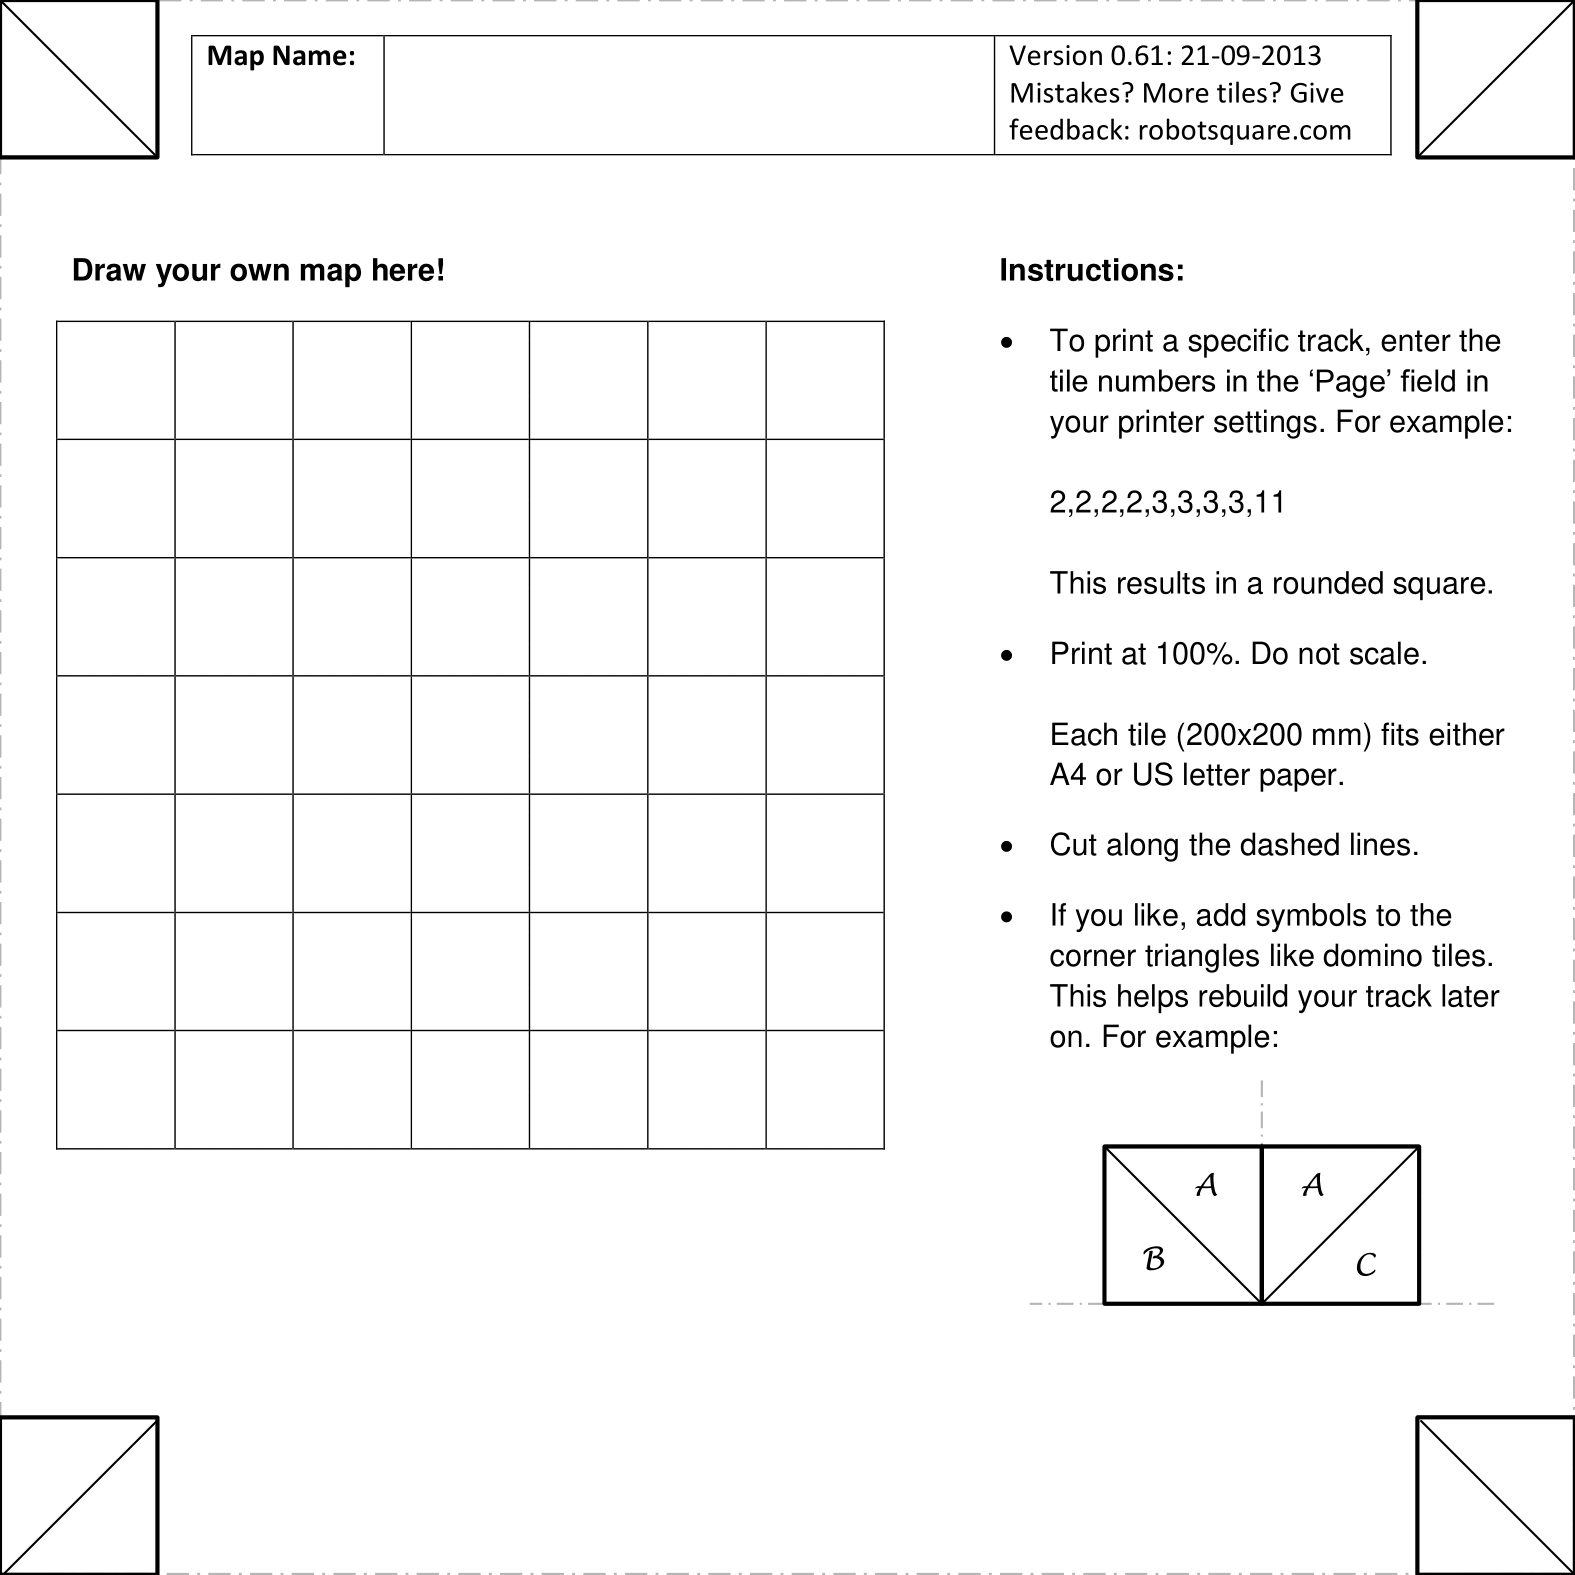 Map Name:
Version 0.61: 21-09-2013
Mistakes? More tiles? Give
feedback: robotsquare.com
Draw your own map here!
Instructions:
• To print a specific track, enter the
tile numbers in the ‘Page’ field in
your printer settings. For example:
2,2,2,2,3,3,3,3,11
This results in a rounded square.
• Print at 100%. Do not scale.
Each tile (200x200 mm) fits either
A4 or US letter paper.
• Cut along the dashed lines.
• If you like, add symbols to the
corner triangles like domino tiles.
This helps rebuild your track later
on. For example:
A A
B C